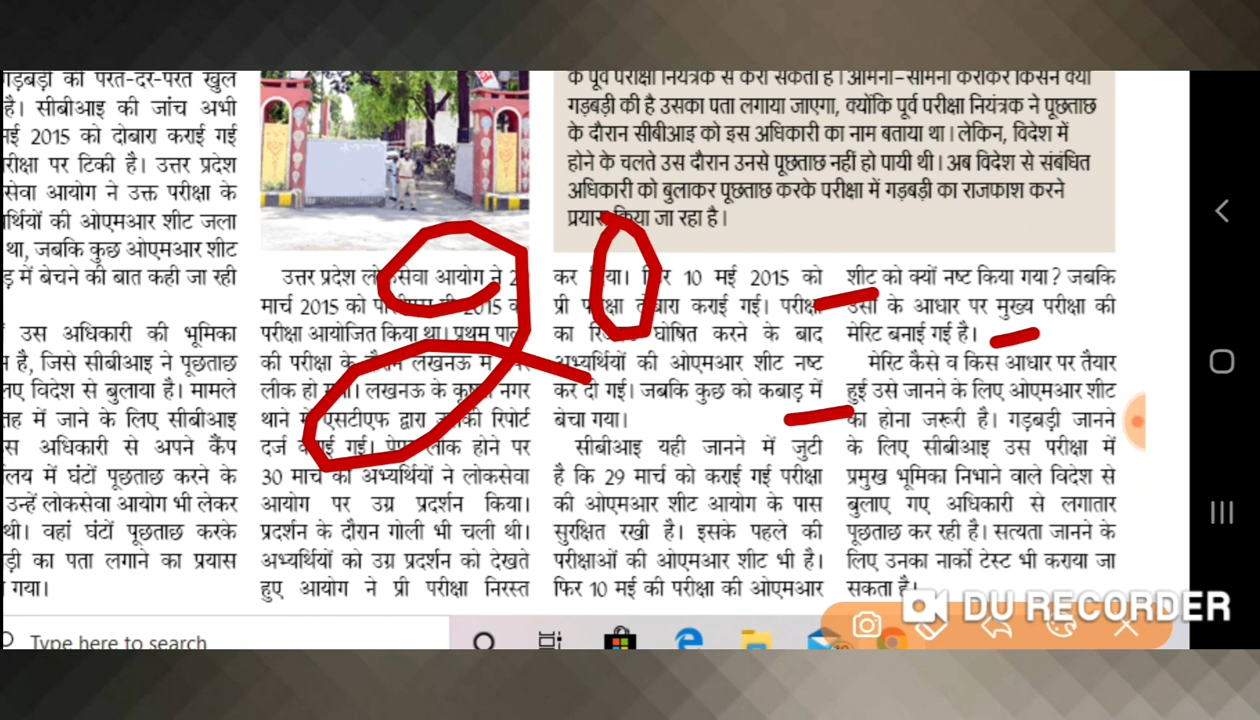 गड़बड़ी की परत-दर-परत खुल
है। सीबीआइ की जांच अभी
मई 2015 को दोबारा कराई गई
रीक्षा पर टिकी है। उत्तर प्रदेश
सेवा आयोग ने उक्त परीक्षा के
र्थियों की ओएमआर शीट जला
था, जबकि कुछ ओएमआर शीट
ड़ में बेचने की बात कही जा रही
उस अधिकारी की भूमिका
म है, जिसे सीबीआइ ने पूछताछ
लए विदेश से बुलाया है। मामले
तह में जाने के लिए सीबीआइ
स अधिकारी से अपने कैंप
लय में घंटों पूछताछ करने के
उन्हें लोकसेवा आयोग भी लेकर
थी। वहां घंटों पूछताछ करके
ड़ी का पता लगाने का प्रयास
गया।
उत्तर प्रदेश लोकसेवा आयोग ने
मार्च 2015 को 2015
परीक्षा आयोजित किया था। प्रथम
की परीक्षा के दौरान लखनऊ में
लीक हो लखनऊ के नगर
थाने में एसटीएफ द्वारा रिपोर्ट
दर्ज गई। लीक होने पर
30 मार्च को अभ्यर्थियों ने लोकसेवा
आयोग पर उग्र प्रदर्शन किया।
प्रदर्शन के दौरान गोली भी चली थी।
अभ्यर्थियों को उग्र प्रदर्शन को देखते
हुए आयोग ने प्री परीक्षा निरस्त
के पूर्व परीक्षा नियंत्रक से करा सकती है। आमना-सामना कराकर किसने क्या
गड़बड़ी की है उसका पता लगाया जाएगा, क्योंकि पूर्व परीक्षा नियंत्रक ने पूछताछ
के दौरान सीबीआइ को इस अधिकारी का नाम बताया था। लेकिन, विदेश में
होने के चलते उस दौरान उनसे पूछताछ नहीं हो पायी थी। अब विदेश से संबंधित
अधिकारी को बुलाकर पूछताछ करके परीक्षा में गड़बड़ी का राजफाश करने
प्रयास किया जा रहा है।
कर दिया। फिर 10 मई 2015 को
प्री परीक्षा दोबारा कराई गई। परीक्षा
का घोषित करने के बाद
अभ्यर्थियों की ओएमआर शीट नष्ट
कर दी गई। जबकि कुछ को कबाड़ में
बेचा गया।
सीबीआइ यही जानने में जुटी
है कि 29 मार्च को कराई गई परीक्षा
की ओएमआर शीट आयोग के पास
सुरक्षित रखी है। इसके पहले की
परीक्षाओं की ओएमआर शीट भी है।
फिर 10 मई की परीक्षा की ओएमआर
शीट को क्यों नष्ट किया गया? जबकि
उसी के आधार पर मुख्य परीक्षा की
मेरिट बनाई गई है।
मेरिट कैसे व किस आधार पर तैयार
हुई उसे जानने के लिए ओएमआर शीट
का होना जरूरी है। गड़बड़ी जानने
के लिए सीबीआइ उस परीक्षा में
प्रमुख भूमिका निभाने वाले विदेश से
बुलाए गए अधिकारी से लगातार
पूछताछ कर रही है। सत्यता जानने के
लिए उनका नार्को टेस्ट भी कराया जा
सकता है।
DU RECORDER
Type here to search